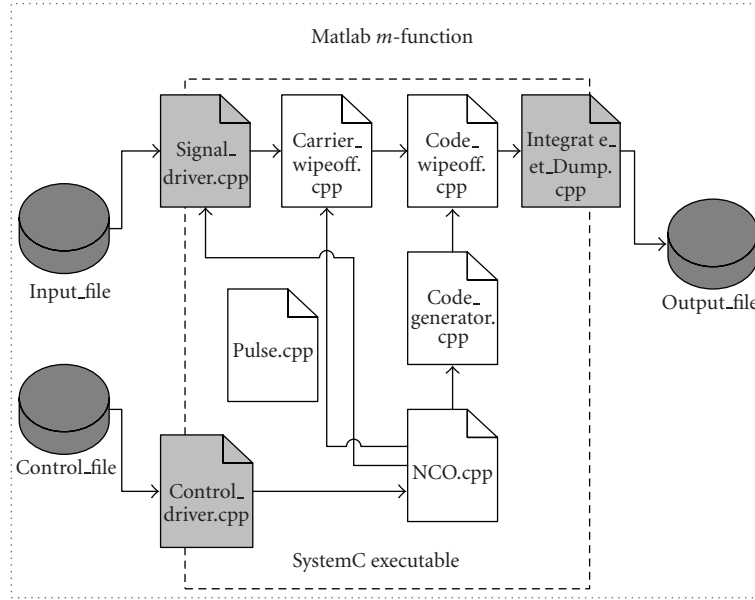 Matlab m-function
Signal_
driver.cpp
Carrier_
wipeoff.
cpp
Code_
wipeoff.
cpp
Integrat e_
et_Dump.
cpp
Input_file
Output_file
Pulse.cpp
Code_
generator.
cpp
Control_file
Control_
driver.cpp
NCO.cpp
SystemC executable